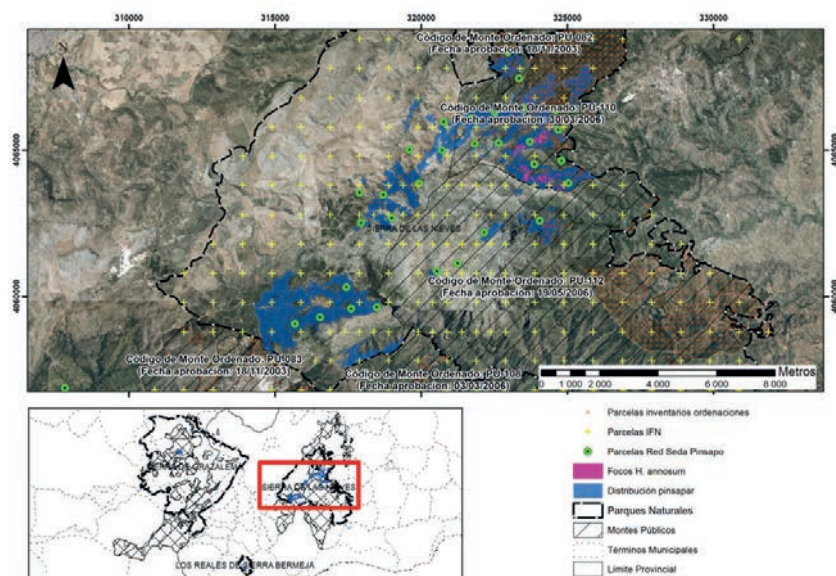 310000 315000 320000 325000 330000
N
Código de Monte Ordenado: PU-082
(Fecha aprobacion: 18/11/2003)
Código de Monte Ordenado: PU-110
(Fecha aprobacion: 30/03/2006)
4065000
4065000
SIERRA DE LAS NIEVES
Código de Monte Ordenado: PU-112
(Fecha aprobacion: 19/05/2006)
4060000
4060000
Código de Monte Ordenado: PU-083
(Fecha aprobacion: 18/11/2003)
Código de Monte Ordenado: PU-108
(Fecha aprobacion: 03/03/2006)
Metros
0 1 000 2 000 4 000 6 000 8 000
SIERRA DE GRAZALEMA
SIERRA DE LAS NIEVES
LOS REALES DE SIERRA BERMEJA
Parcelas inventarios ordenaciones
Parcelas IFN
Parcelas Red Seda Pinsapo
Focos H. annosum
Distribución pinsapar
Parques Naturales
Montes Públicos
Términos Municipales
Límite Provincial